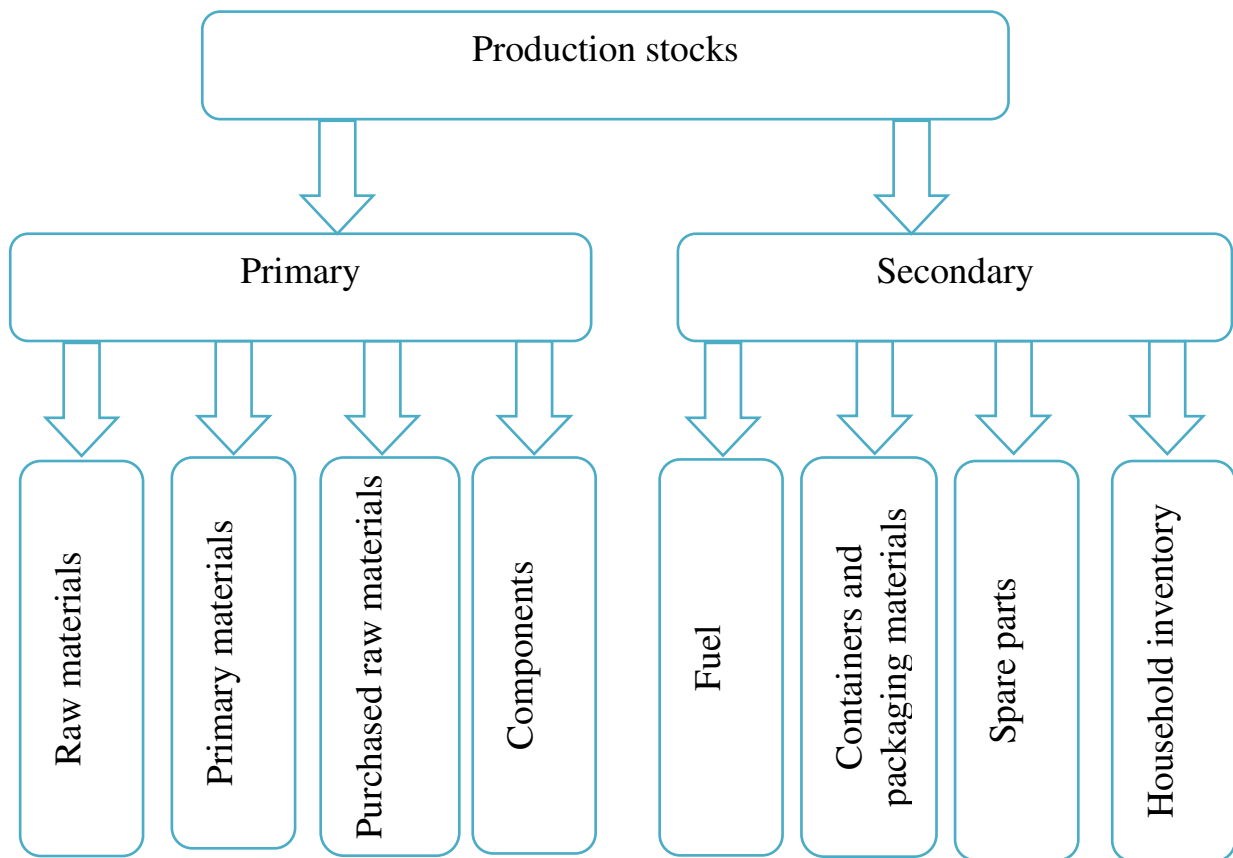 Production stocks
Primary
Secondary
Raw materials
Primary materials
Purchased raw materials
Components
Fuel
Containers and
packaging materials
Spare parts
Household inventory